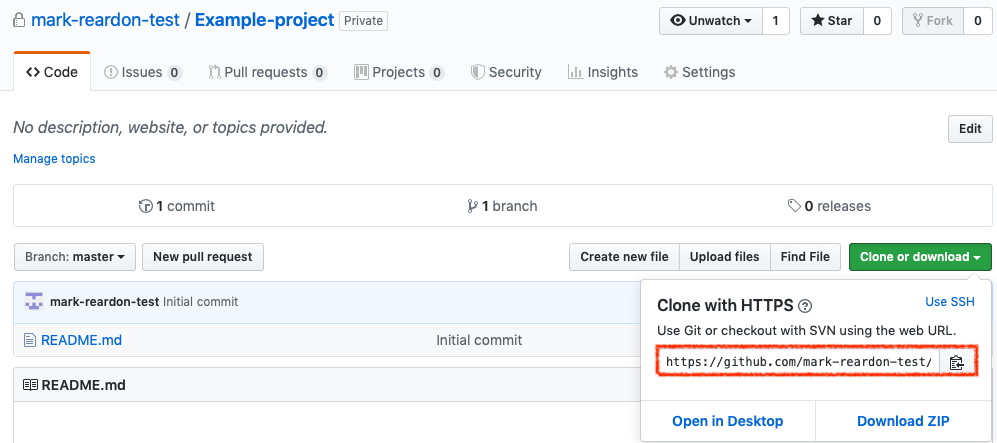 mark-reardon-test / Example-project Private Unwatch 1 Star 0 Fork 0
Code Issues 0 Pull requests 0 Projects 0 Security Insights Settings
No description, website, or topics provided. Edit
Manage topics
1 commit 1 branch 0 releases
Branch: master New pull request Create new file Upload files Find File Clone or download
mark-reardon-test Initial commit
README.md Initial commit
README.md
Clone with HTTPS ? Use SSH
Use Git or checkout with SVN using the web URL.
https://github.com/mark-reardon-test/
Open in Desktop Download ZIP